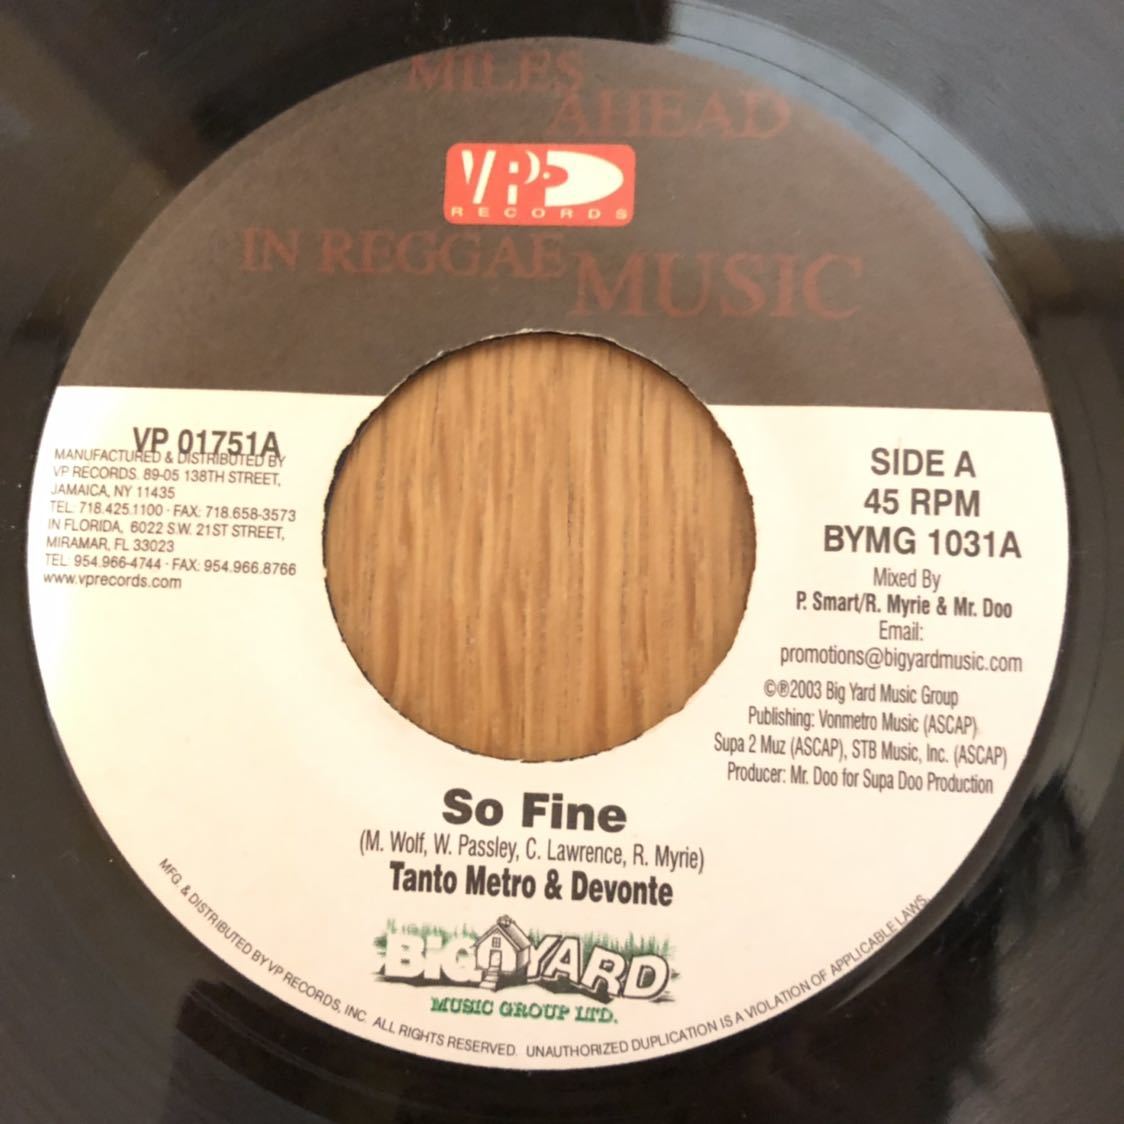 MILES
AHEAD
VP
RECORDS
IN REGGAE
MUSIC
VP 01751A
MANUFACTURED & DISTRIBUTED BY
VP RECORDS. 89-05 138TH STREET,
JAMAICA, NY 11435
TEL: 718.425.1100 · FAX: 718.658-3573
IN FLORIDA, 6022 S.W. 21ST STREET,
MIRAMAR, FL 33023
TEL: 954.966-4744 · FAX: 954.966.8766
www.vprecords.com
SIDE A
45 RPM
BYMG 1031A
Mixed By
P. Smart/R. Myrie & Mr. Doo
Email:
promotions@bigyardmusic.com
©℗2003 Big Yard Music Group
Publishing: Vonmetro Music (ASCAP)
Supa 2 Muz (ASCAP), STB Music, Inc. (ASCAP)
Producer: Mr. Doo for Supa Doo Production
So Fine
(M. Wolf, W. Passley, C. Lawrence, R. Myrie)
Tanto Metro & Devonte
BIG YARD
MUSIC GROUP LTD.
MFG. & DISTRIBUTED BY VP RECORDS, INC. ALL RIGHTS RESERVED. UNAUTHORIZED DUPLICATION IS A VIOLATION OF APPLICABLE LAWS.